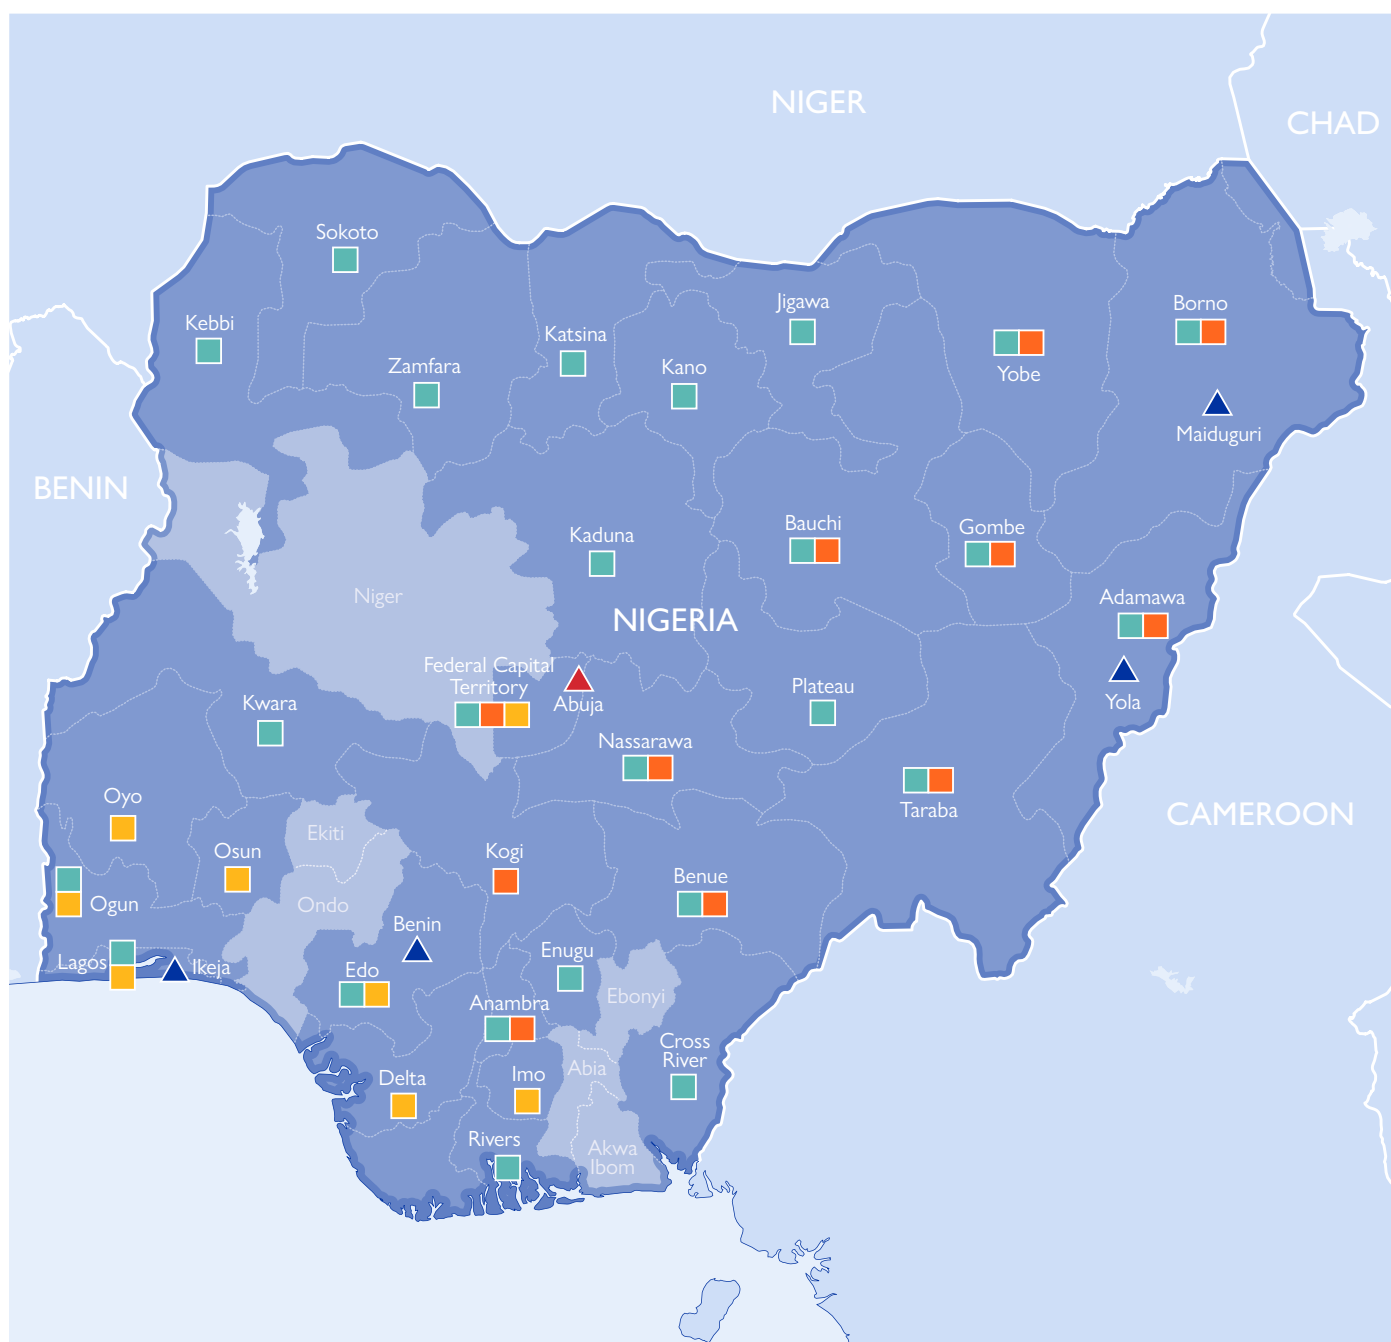 NIGER
CHAD
Sokoto
Jigawa
Borno
Kebbi
Katsina
Zamfara
Kano
Yobe
Maiduguri
BENIN
Bauchi
Gombe
Kaduna
Niger
Adamawa
NIGERIA
Federal Capital
Territory
Abuja
Plateau
Yola
Kwara
Nassarawa
Oyo
Taraba
CAMEROON
Ekiti
Osun
Kogi
Benue
Ogun
Ondo
Benin
Lagos
Ikeja
Edo
Enugu
Ebonyi
Anambra
Cross
River
Delta
Imo
Abia
Rivers
Akwa
Ibom